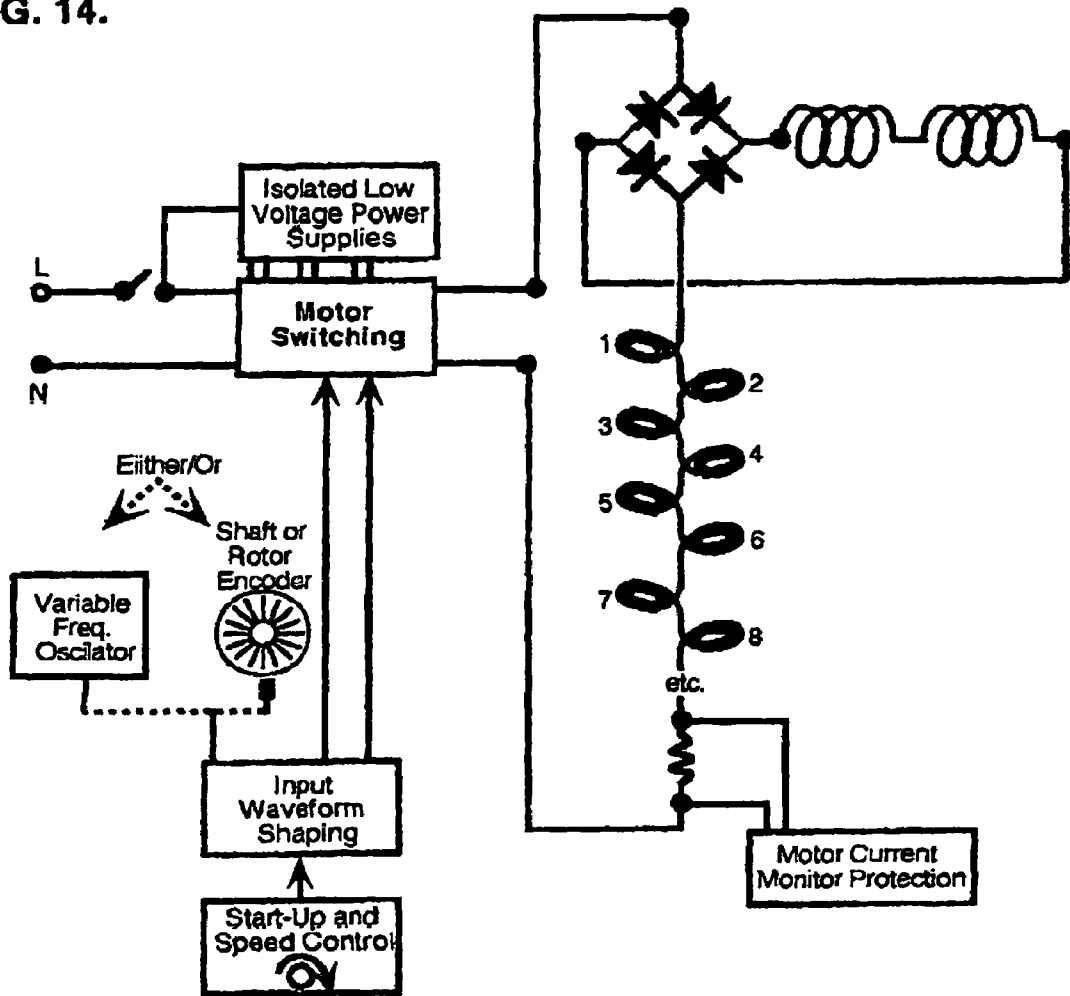 G. 14.
Isolated Low
Voltage Power
Supplies
L
Motor
Switching
N
1
2
3
4
5
6
7
8
etc.
Eiither/Or
Shaft or
Rotor
Encoder
Variable
Freq.
Oscilator
Input
Waveform
Shaping
Motor Current
Monitor Protection
Start-Up and
Speed Control